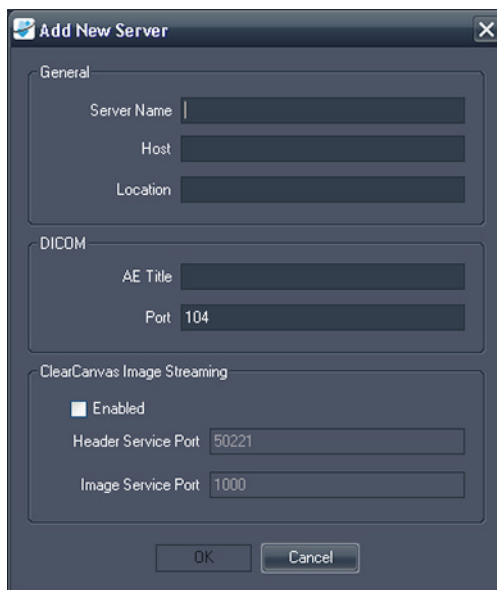 Add New Server
General
Server Name
Host
Location
DICOM
AE Title
Port 104
ClearCanvas Image Streaming
Enabled
Header Service Port 50221
Image Service Port 1000
OK Cancel